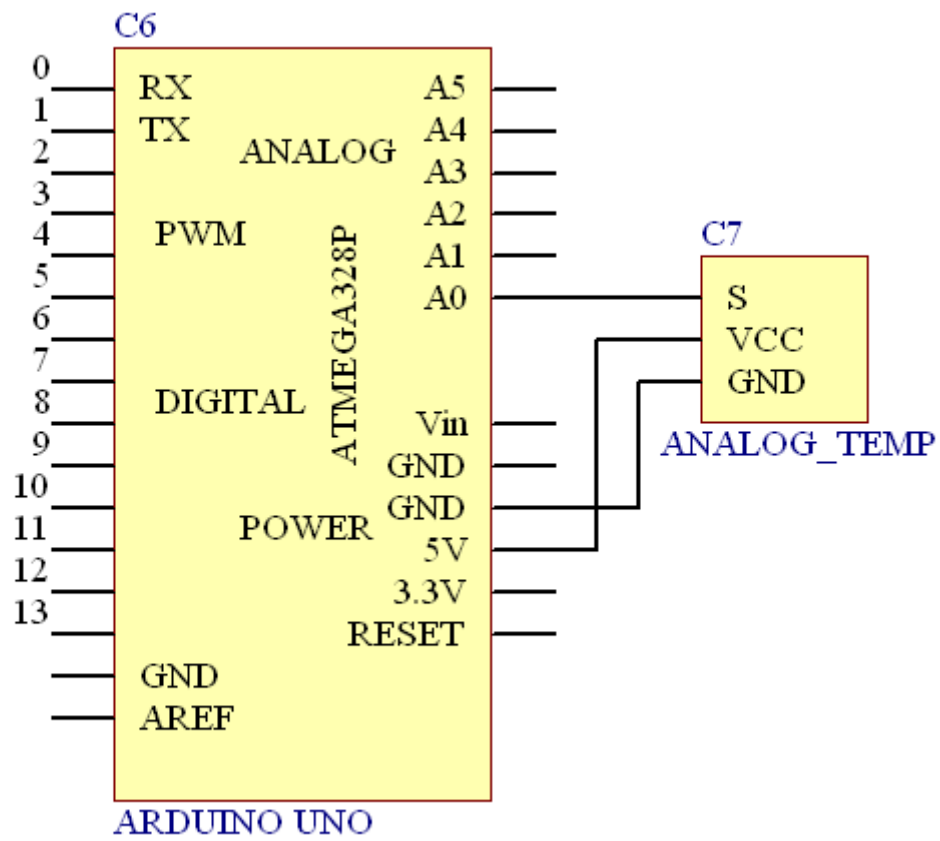 C6
0
1
2
3
4
5
6
7
8
9
10
11
12
13
RX
TX
ANALOG
PWM
ATMEGA328P
DIGITAL
POWER
GND
AREF
A5
A4
A3
A2
A1
A0
Vin
GND
GND
5V
3.3V
RESET
ARDUINO UNO
C7
S
VCC
GND
ANALOG_TEMP